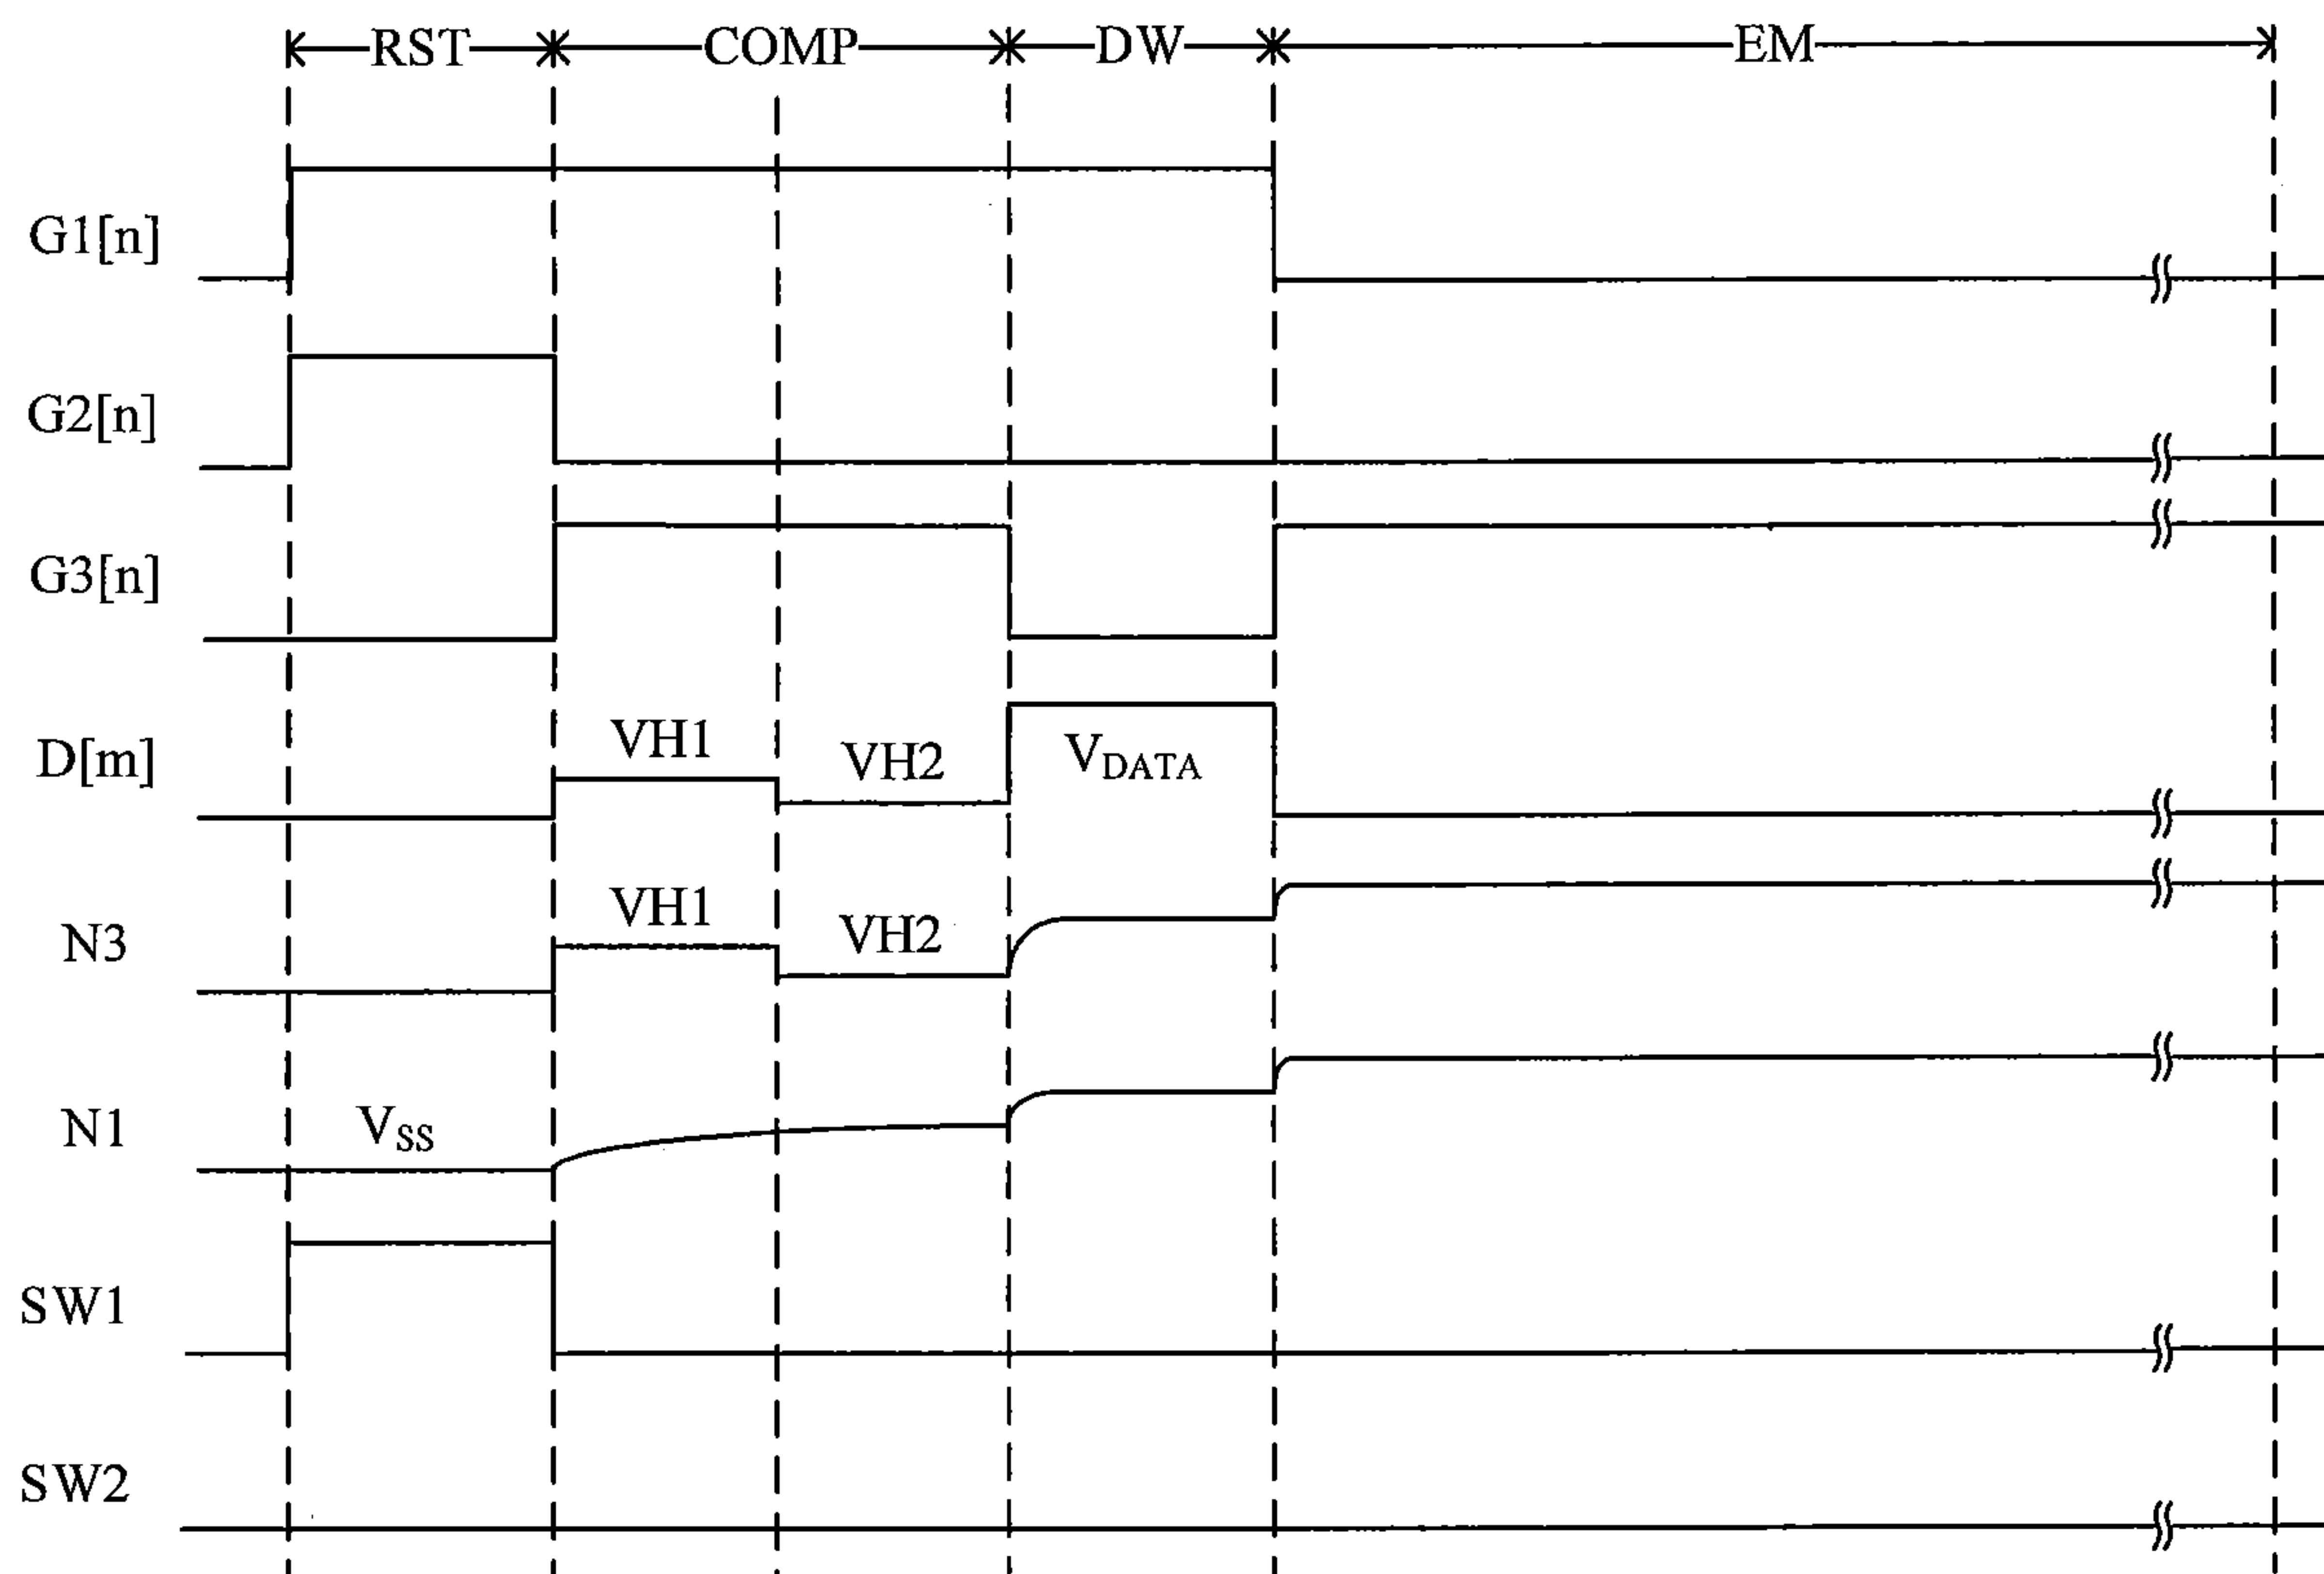 RST COMP DW EM
G1[n]
G2[n]
G3[n]
D[m] VH1 VH2 VDATA
N3 VH1 VH2
N1 VSS
SW1
SW2